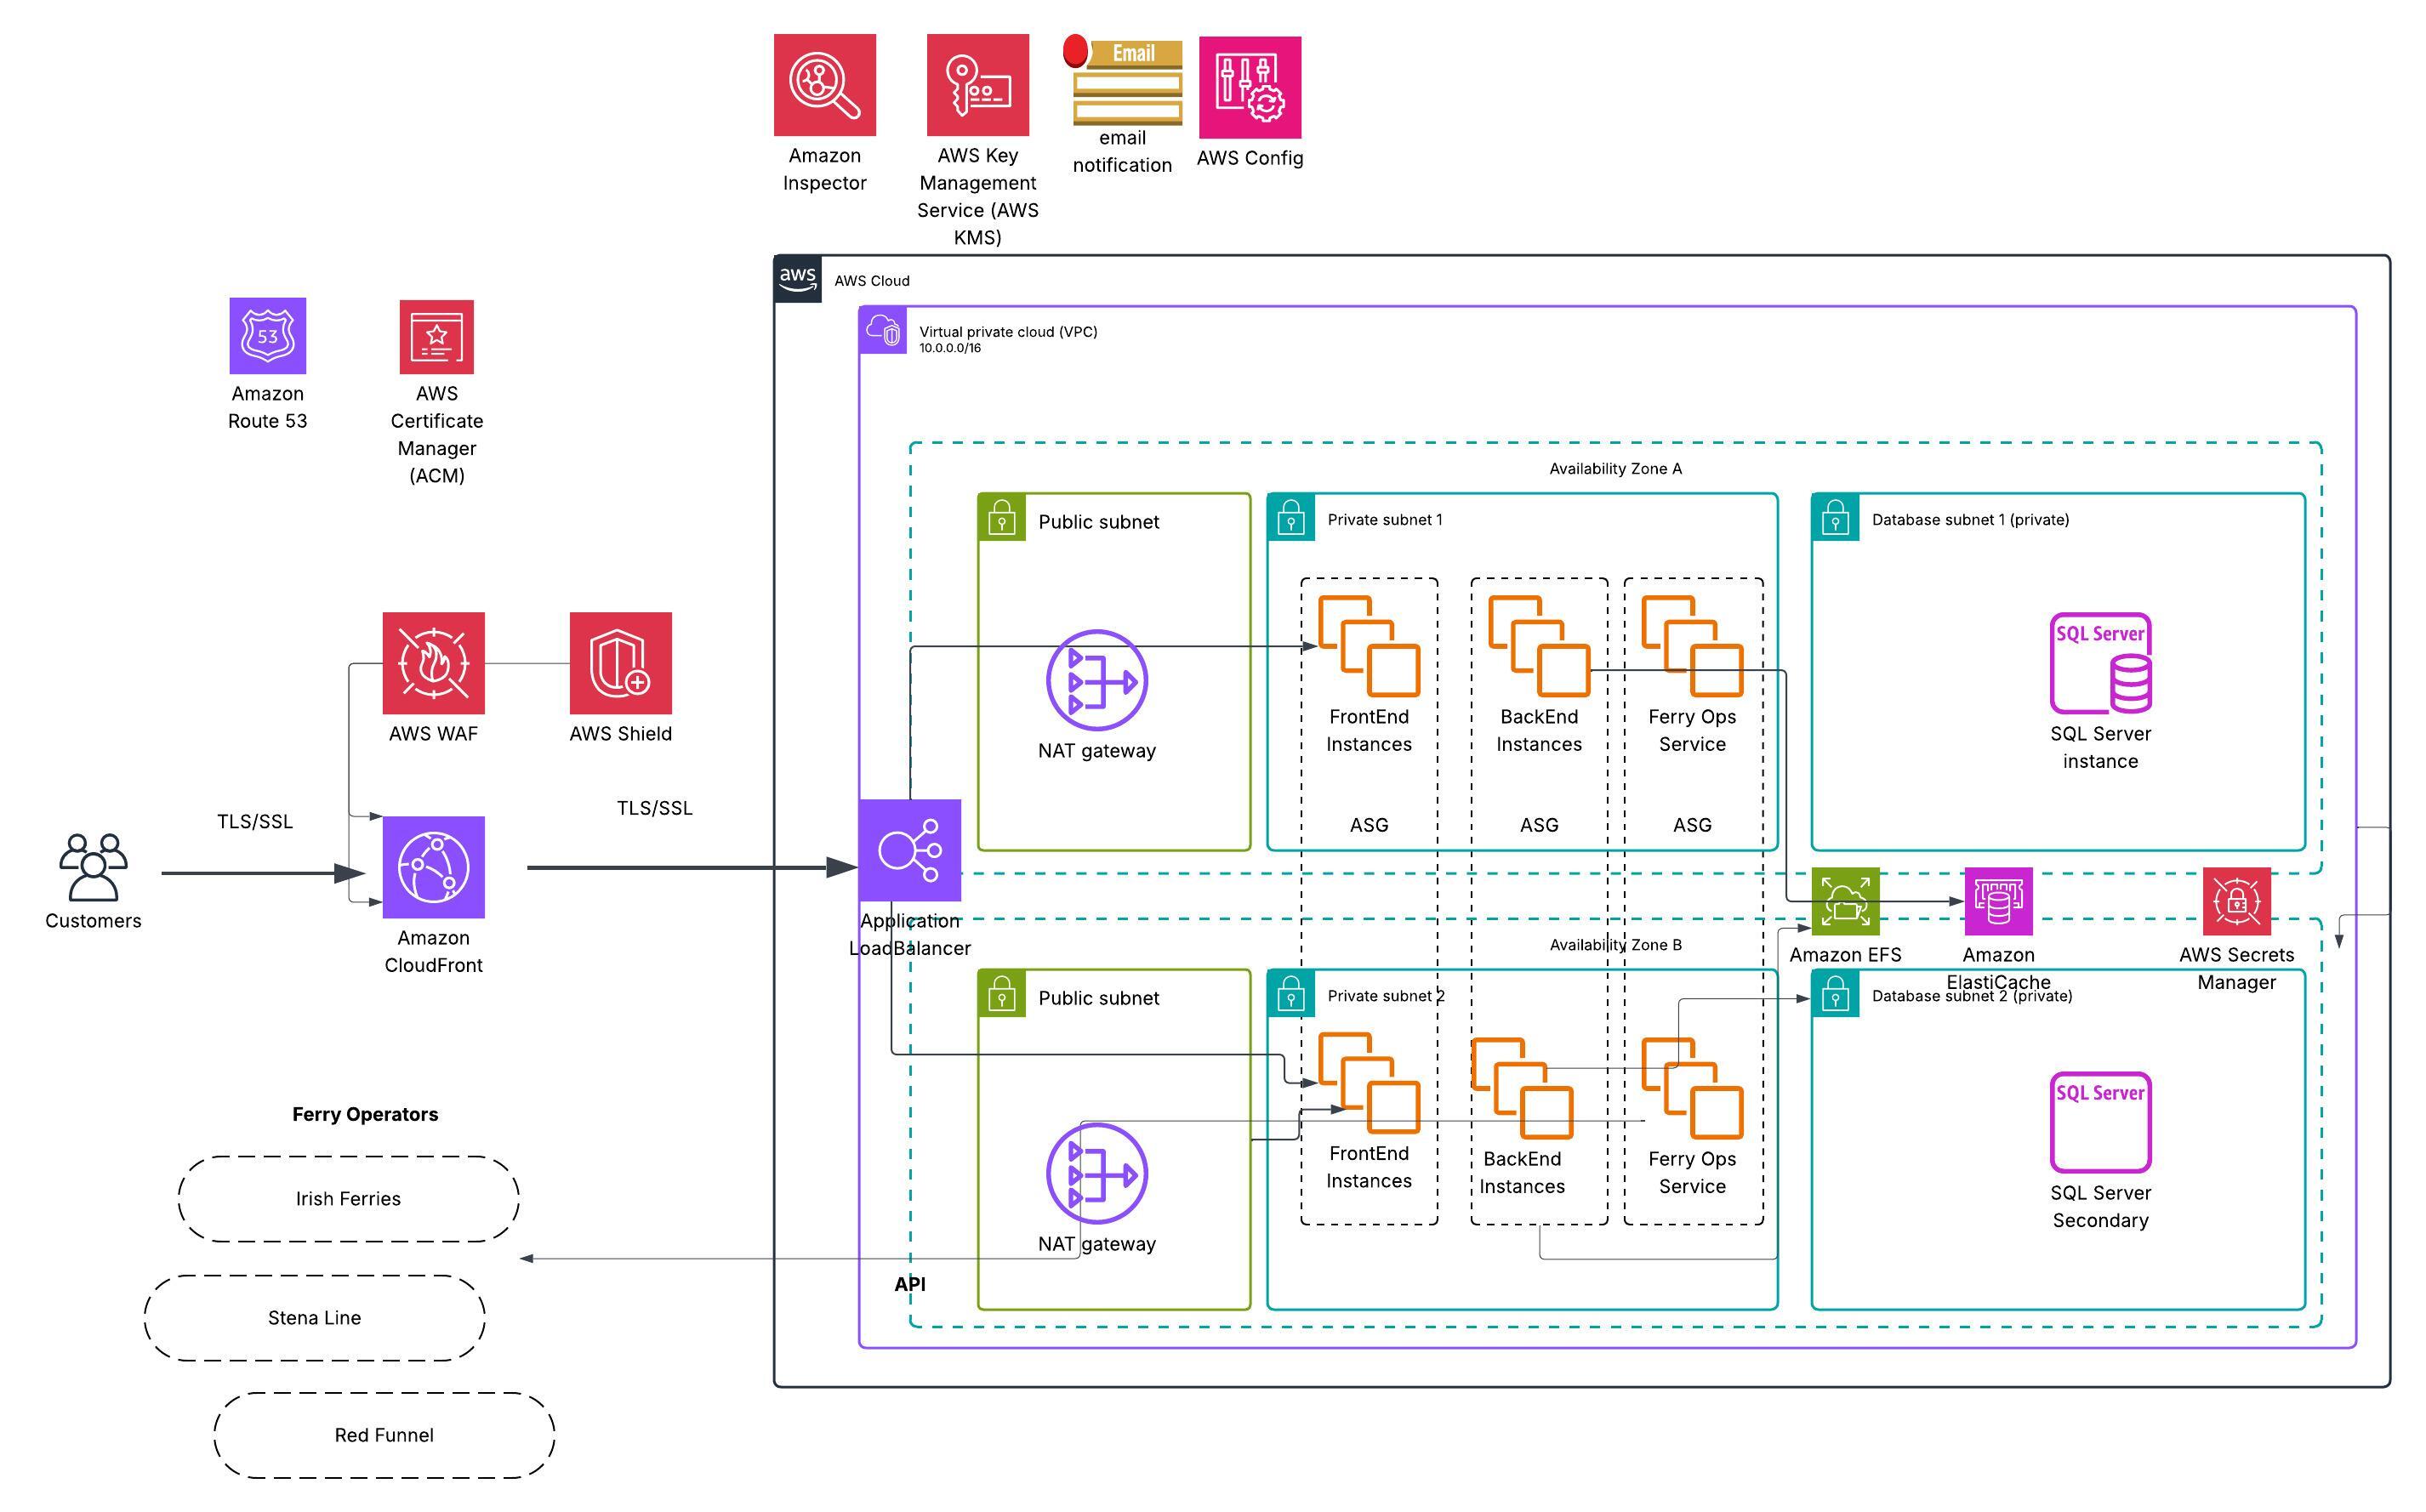 Email
Amazon
Inspector
AWS Key
Management
Service (AWS
KMS)
email
notification
AWS Config
aws
AWS Cloud
53
Amazon
Route 53
AWS
Certificate
Manager
(ACM)
Virtual private cloud (VPC)
10.0.0.0/16
Availability Zone A
Public subnet
Private subnet 1
Database subnet 1 (private)
SQL Server
AWS WAF
AWS Shield
NAT gateway
FrontEnd
Instances
BackEnd
Instances
Ferry Ops
Service
SQL Server
instance
TLS/SSL
TLS/SSL
ASG
ASG
ASG
Customers
Amazon
CloudFront
Application
LoadBalancer
Availability Zone B
Amazon EFS
Amazon
ElastiCache
AWS Secrets
Manager
Public subnet
Private subnet 2
Database subnet 2 (private)
SQL Server
Ferry Operators
Irish Ferries
Stena Line
Red Funnel
NAT gateway
API
FrontEnd
Instances
BackEnd
Instances
Ferry Ops
Service
SQL Server
Secondary